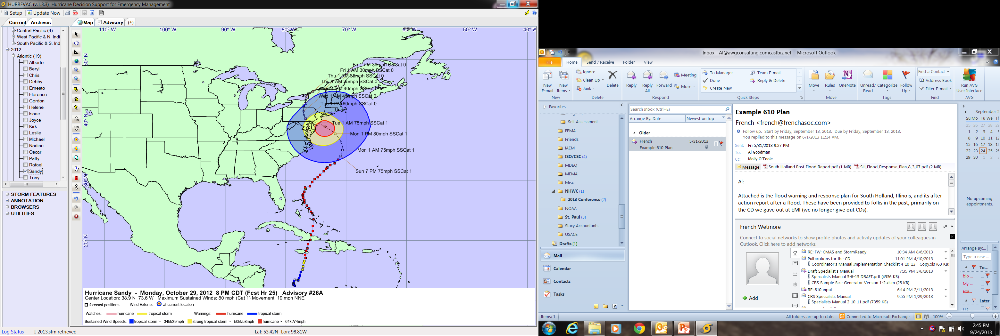 HURREVAC (v.1.3.3) Hurricane Decision Support for Emergency Management
Setup Update Now
Current Archives
Map Advisory (+)
Central Pacific (4)
West Pacific & N. Indi
South Pacific & S. Ind
2012
Atlantic (19)
Alberto
Beryl
Chris
Debby
Ernesto
Florence
Gordon
Helene
Isaac
Joyce
Kirk
Leslie
Michael
Nadine
Oscar
Patty
Rafael
Sandy
Tony
STORM FEATURES
ANNOTATION
BROWSERS
UTILITIES
ADV
ADV
110° W 100° W 90° W 80° W 70° W 60° W 50° W 40° W
50° N
40° N
30° N
20° N
Fri 1 PM 30mph SSCat 0
Fri 1 AM 30mph SSCat 0
Thu 1 PM 35mph SSCat 0
Thu 1 AM 35mph SSCat 0
Wed 1 PM 40mph SSCat 0
Wed 1 AM 45mph SSCat 0
Tue 1 PM 60mph SSCat 0
Tue 1 AM 75mph SSCat 1
Mon 1 PM 80mph SSCat 1
Mon 1 AM 75mph SSCat 1
Sun 7 PM 75mph SSCat 1
Hurricane Sandy - Monday, October 29, 2012 8 PM CDT (Fcst Hr 25) Advisory #26A
Center Location: 38.9 N 73.6 W Maximum Sustained Winds: 80 mph (Cat 1) Movement: 19 mph NNE
forecast positions Wind Extents: at current location
Watches: hurricane tropical storm Warnings: hurricane tropical storm
Sustained Wind Speeds: tropical storm >= 34kt/39mph strong tropical storm >= 50kt/58mph hurricane >= 64kt/74mph
Log Status I_2013.stm retrieved Lat: 53.42N Lon: 98.81W
Inbox - Al@awgconsulting.comcastbiz.net - Microsoft Outlook
File Home Send / Receive Folder View
New E-mail
New Items
New
Ignore
Clean Up
Junk
Delete
Delete
Reply
Reply All
Forward
Meeting
More
Respond
To Manager
Done
Create New
Team E-mail
Reply & Delete
Quick Steps
Move
Rules
OneNote
Move
Unread/ Read
Categorize
Follow Up
Tags
Find a Contact
Address Book
Filter E-mail
Find
Run AVG User Interface
AVG
Favorites
Self Assessment
FEMA
Friends
IAEM
ISO/CSC (4)
MDEQ
MEMA
Misc
NHWC (1)
2013 Conference (2)
NOAA
St. Paul (3)
Stacy Accountants
USACE
Drafts [1]
Mail
Calendar
Contacts
Tasks
Search Inbox (Ctrl+E)
Arrange By: Date Newest on top
Older
French 5/31/2013
Example 610 Plan
Example 610 Plan
French <french@frenchasoc.com>
Follow up. Start by Friday, September 13, 2013. Due by Friday, September 13, 2013.
You replied to this message on 6/1/2013 11:14 AM.
Sent: Fri 5/31/2013 9:27 PM
To: Al Goodman
Cc: Molly O'Toole
Message South Holland Post-Flood Report.pdf (1 MB) SH_Flood_Response_Plan_8_3_07.pdf (2 MB)
Al:
Attached is the flood warning and response plan for South Holland, Illinois, and its after
action report after a flood. These have been provided to folks in the past, primarily on
the CD we gave out at EMI (we no longer give out CDs).
French Wetmore
Connect to social networks to show profile photos and activity updates of your colleagues in
Outlook. Click here to add networks.
Add
RE: FW: CMAS and StormReady 10:34 AM 8/6/2013
Pulbications for the CD 11:01 PM 4/10/2013
Coordinator's Manual Implementation Checklist 4-10-13 - Copy.xls (63 KB)
Draft Specialist's Manual 7:35 PM 3/6/2013
Specialists Manual 3-6-13 DRAFT.pdf (4936 KB)
CRS Sample Size Generator Version 1-2.xlsm (25 KB)
RE: 610 input 6:14 PM 2/11/2013
CRS Specialists Manual 9:55 PM 1/29/2013
Specialists Manual 2-10-11.pdf (7359 KB)
September 2
Su Mo Tu We Th
25 26 27 28 29
1 2 3 4 5
8 9 10 11 12
15 16 17 18 19
22 23 24 25 26
29 30 1 2
No upcoming
appointments.
Arrange By:...
Type a new ...
To...
bio ...
My ...
Exa...
Later
Items: 1 All folders are up to date. Connected to Microsoft Exchange 100%
2:45 PM
9/24/2013